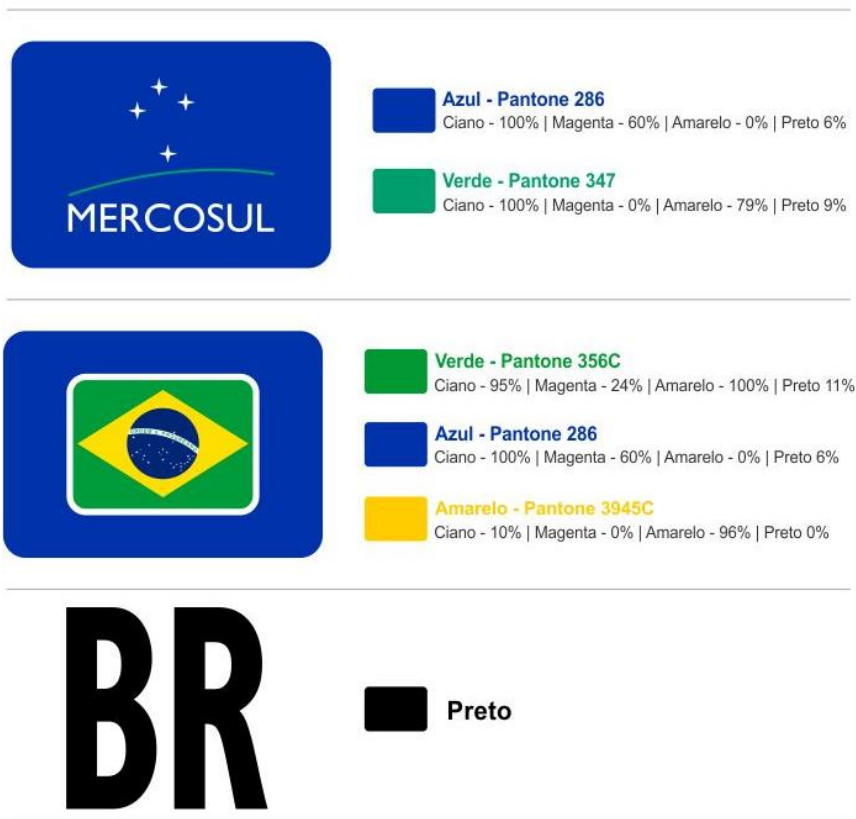 MERCOSUL
Azul - Pantone 286
Ciano - 100% | Magenta - 60% | Amarelo - 0% | Preto 6%
Verde - Pantone 347
Ciano - 100% | Magenta - 0% | Amarelo - 79% | Preto 9%
Verde - Pantone 356C
Ciano - 95% | Magenta - 24% | Amarelo - 100% | Preto 11%
Azul - Pantone 286
Ciano - 100% | Magenta - 60% | Amarelo - 0% | Preto 6%
Amarelo - Pantone 3945C
Ciano - 10% | Magenta - 0% | Amarelo - 96% | Preto 0%
BR
Preto